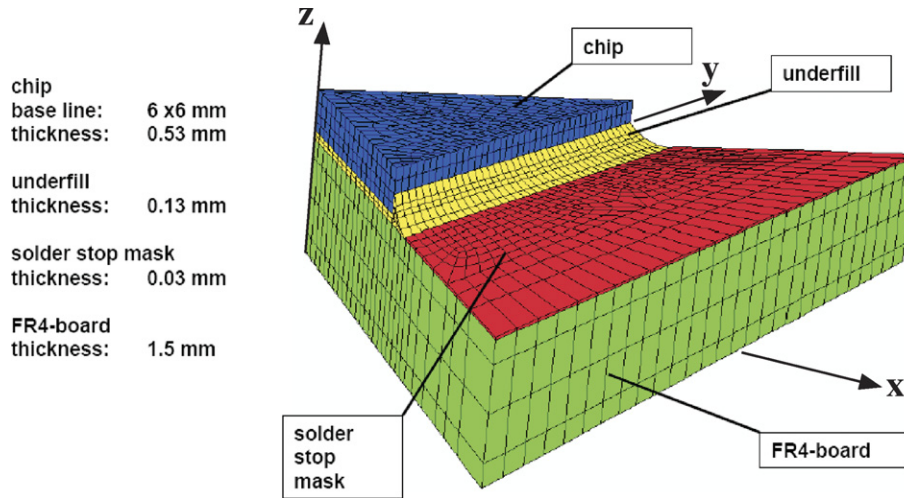 chip
base line: 6 x6 mm
thickness: 0.53 mm
underfill
thickness: 0.13 mm
solder stop mask
thickness: 0.03 mm
FR4-board
thickness: 1.5 mm
z
chip
y
underfill
x
solder
stop
mask
FR4-board